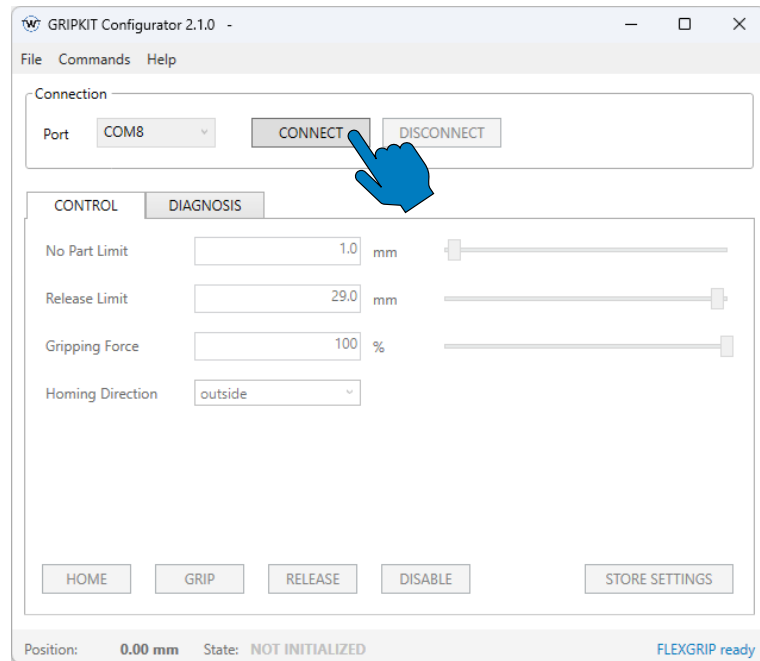 GRIPKIT Configurator 2.1.0 -
File Commands Help
Connection
Port COM8 CONNECT DISCONNECT
CONTROL DIAGNOSIS
No Part Limit 1.0 mm
Release Limit 29.0 mm
Gripping Force 100 %
Homing Direction outside
HOME GRIP RELEASE DISABLE STORE SETTINGS
Position: 0.00 mm State: NOT INITIALIZED FLEXGRIP ready